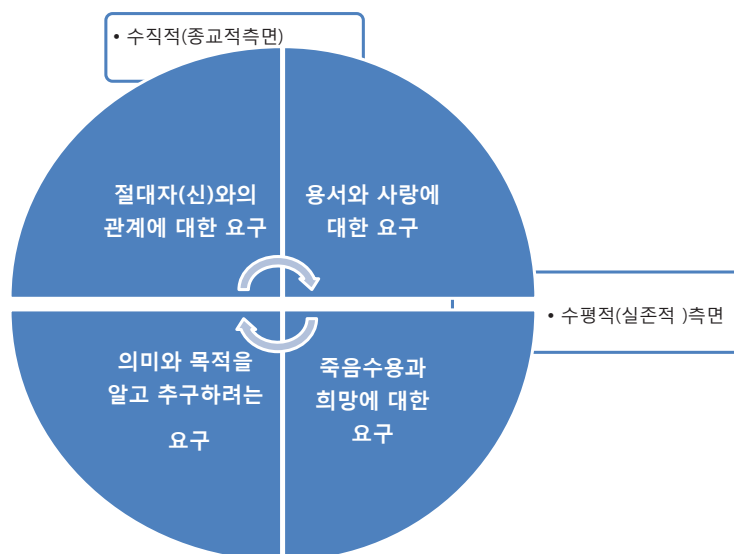 • 수직적(종교적측면)
절대자(신)와의
관계에 대한 요구
용서와 사랑에
대한 요구
• 수평적(실존적 )측면
의미와 목적을
알고 추구하려는
요구
죽음수용과
희망에 대한
요구